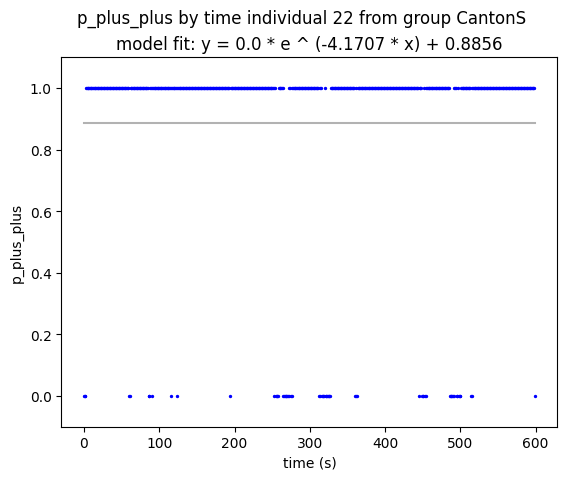 p_plus_plus by time individual 22 from group CantonS
model fit: y = 0.0 * e ^ (-4.1707 * x) + 0.8856
1.0
0.8
0.6
0.4
0.2
0.0
p_plus_plus
0 100 200 300 400 500 600
time (s)